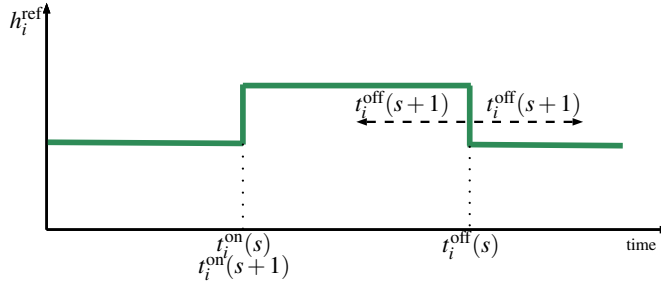 h_i^ref
t_i^off(s+1) t_i^off(s+1)
t_i^on(s) t_i^off(s) time
t_i^on(s+1)